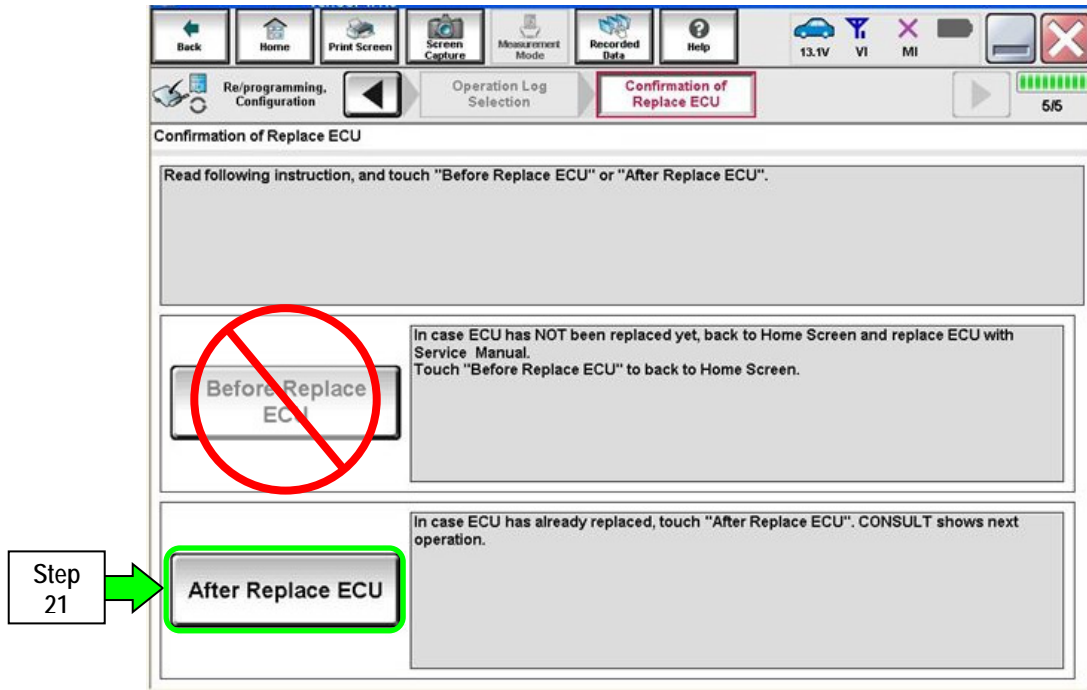 Back
Home
Print Screen
Screen
Capture
Measurement
Mode
Recorded
Data
Help
13.1V
VI
MI
Re/programming,
Configuration
Operation Log
Selection
Confirmation of
Replace ECU
5/5
Confirmation of Replace ECU
Read following instruction, and touch "Before Replace ECU" or "After Replace ECU".
Before Replace
ECU
In case ECU has NOT been replaced yet, back to Home Screen and replace ECU with
Service Manual.
Touch "Before Replace ECU" to back to Home Screen.
Step
21
After Replace ECU
In case ECU has already replaced, touch "After Replace ECU". CONSULT shows next
operation.